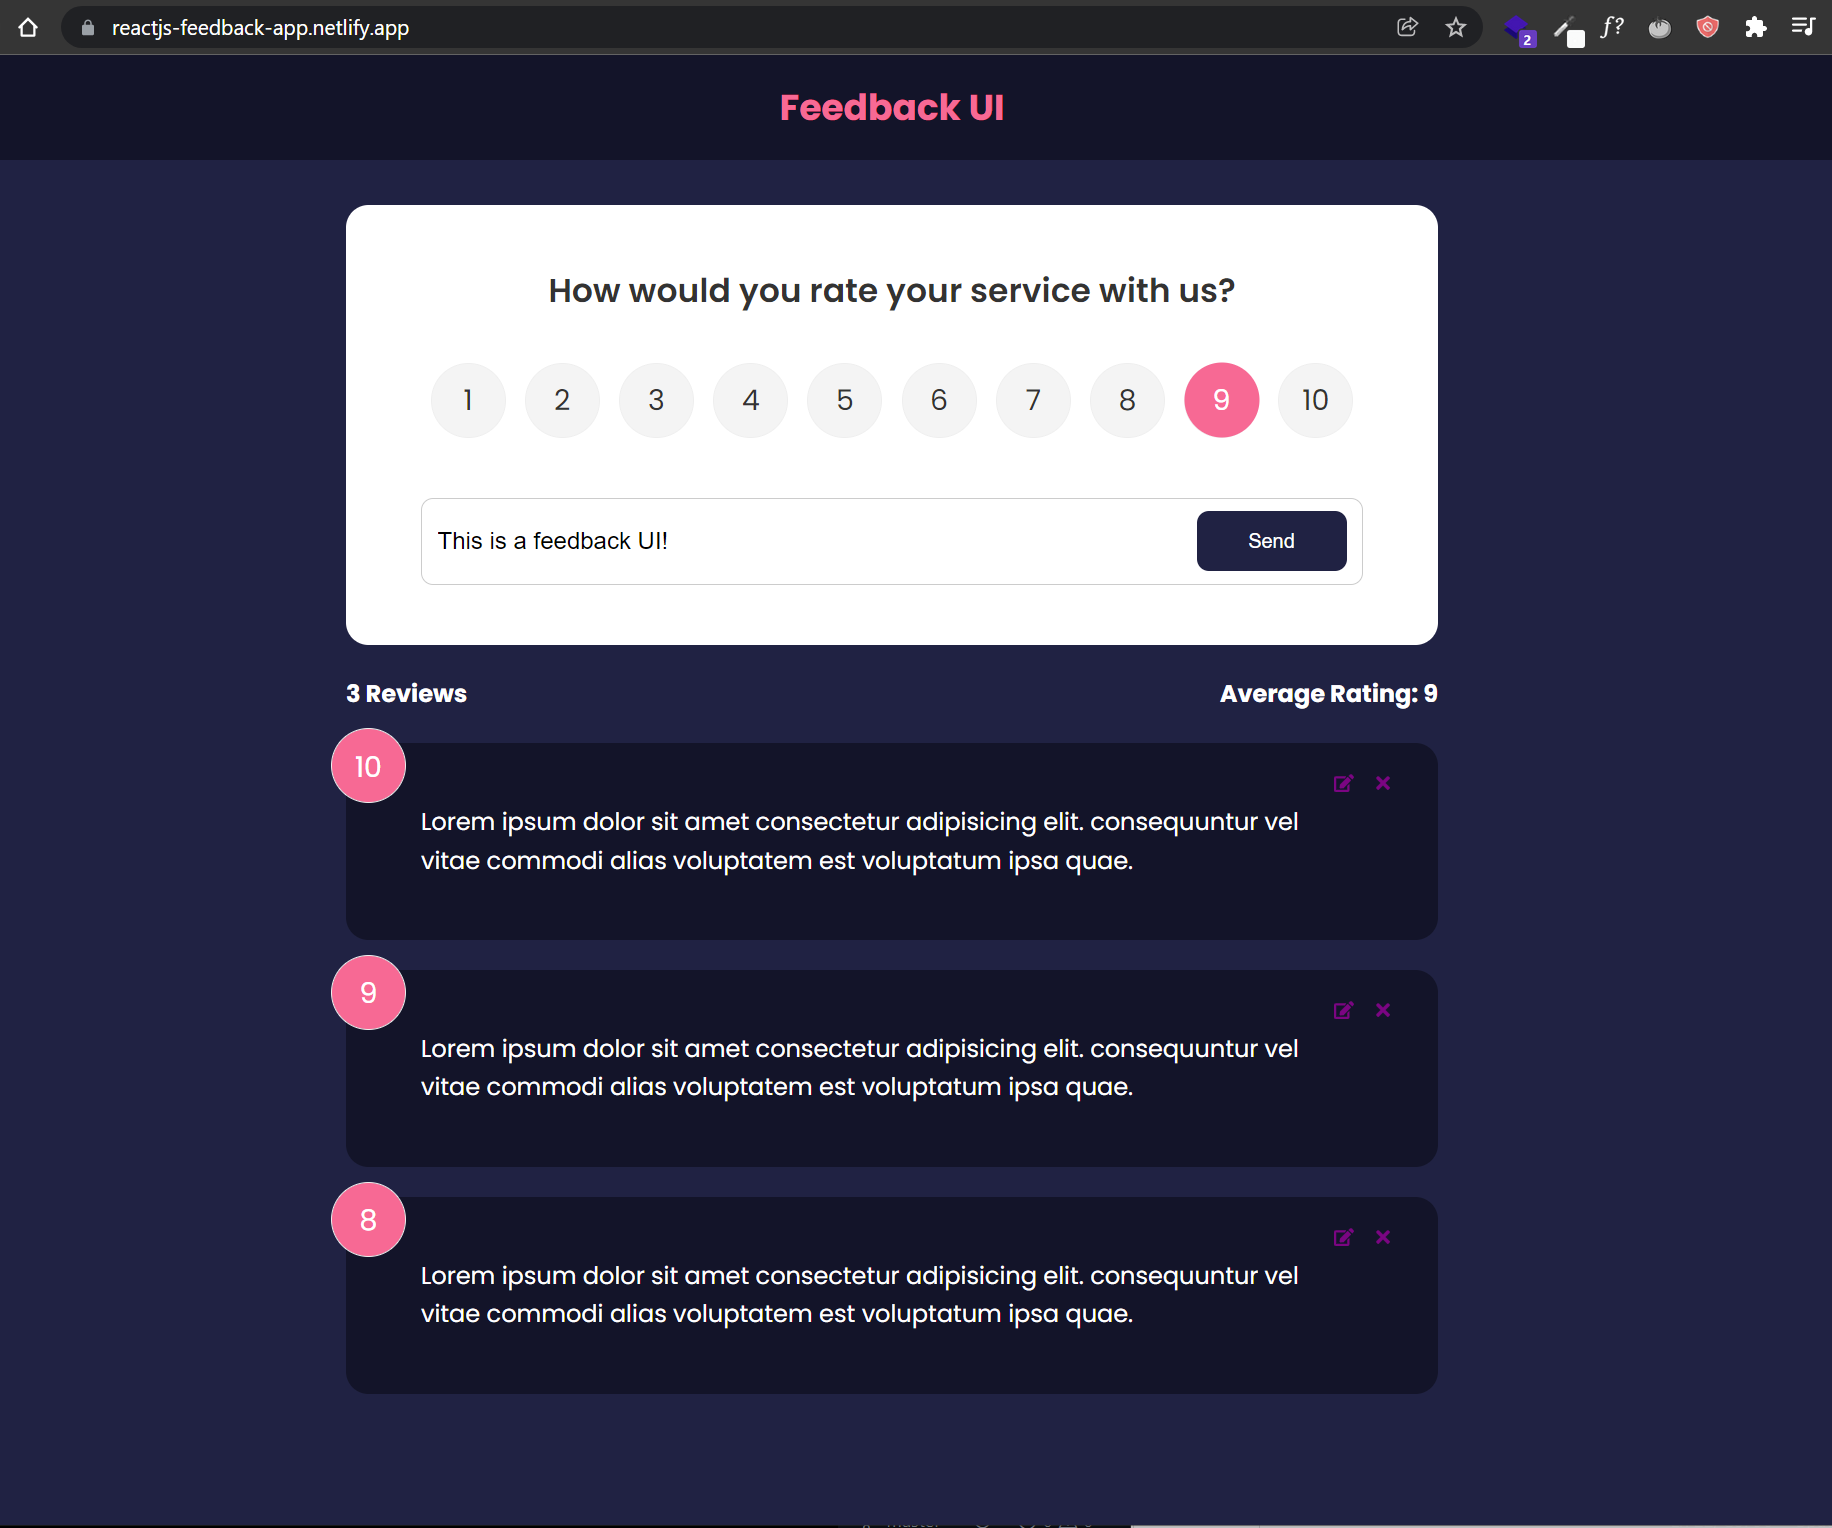 reactjs-feedback-app.netlify.app
2
f?
Feedback UI
How would you rate your service with us?
1 2 3 4 5 6 7 8 9 10
This is a feedback UI!
Send
3 Reviews
Average Rating: 9
10
Lorem ipsum dolor sit amet consectetur adipisicing elit. consequuntur vel
vitae commodi alias voluptatem est voluptatum ipsa quae.
9
Lorem ipsum dolor sit amet consectetur adipisicing elit. consequuntur vel
vitae commodi alias voluptatem est voluptatum ipsa quae.
8
Lorem ipsum dolor sit amet consectetur adipisicing elit. consequuntur vel
vitae commodi alias voluptatem est voluptatum ipsa quae.